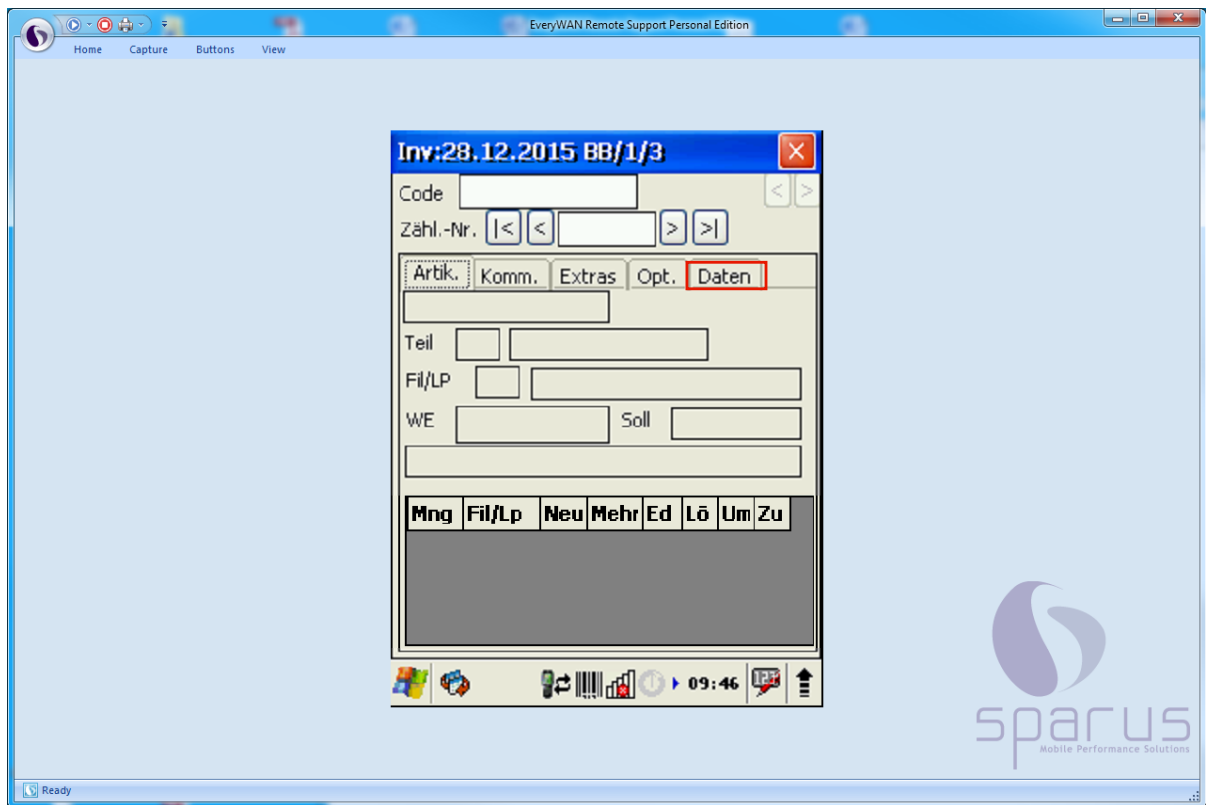 EveryWAN Remote Support Personal Edition
Home Capture Buttons View
Inv:28.12.2015 BB/1/3
Code < >
Zähl.-Nr. |< < > >|
Artik. Komm. Extras Opt. Daten
Teil
Fil/LP
WE Soll
Mng Fil/Lp Neu Mehr Ed Lö Um Zu
09:46
sparus
Mobile Performance Solutions
Ready